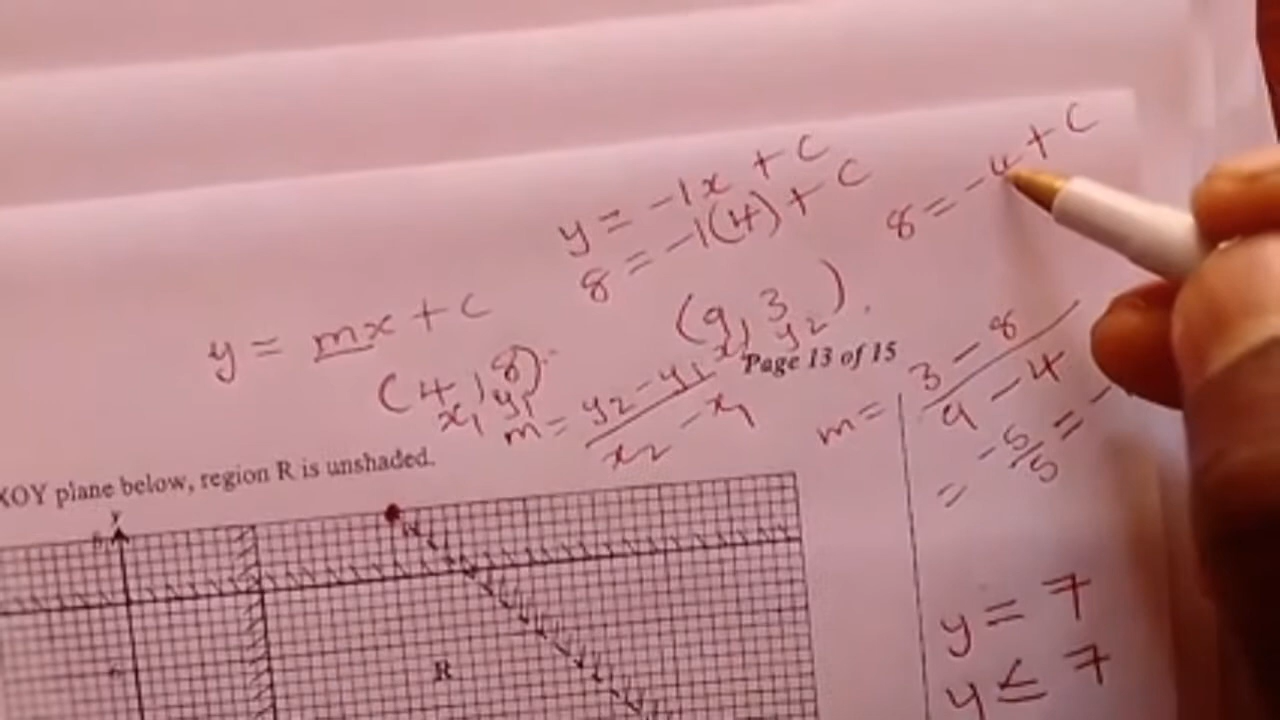 y = -1x + c
8 = -1(4) + c
8 = -4 + c
y = mx + c
(4, 8)
x1 y1
(9, 3).
x2 y2
m = y2 - y1
x2 - x1
Page 13 of 15
m = 3 - 8
9 - 4
= -5/5 = -
XOY plane below, region R is unshaded.
y
R
y = 7
y ≤ 7